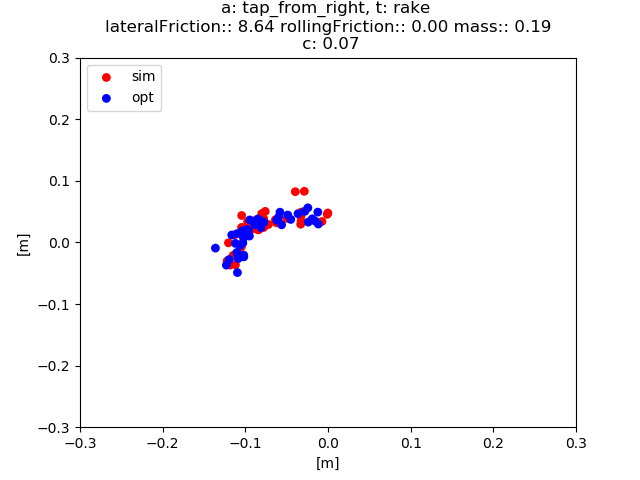 a: tap_from_right, t: rake
lateralFriction:: 8.64 rollingFriction:: 0.00 mass:: 0.19
c: 0.07
sim
opt
0.3
0.2
0.1
0.0
−0.1
−0.2
−0.3
[m]
−0.3 −0.2 −0.1 0.0 0.1 0.2 0.3
[m]